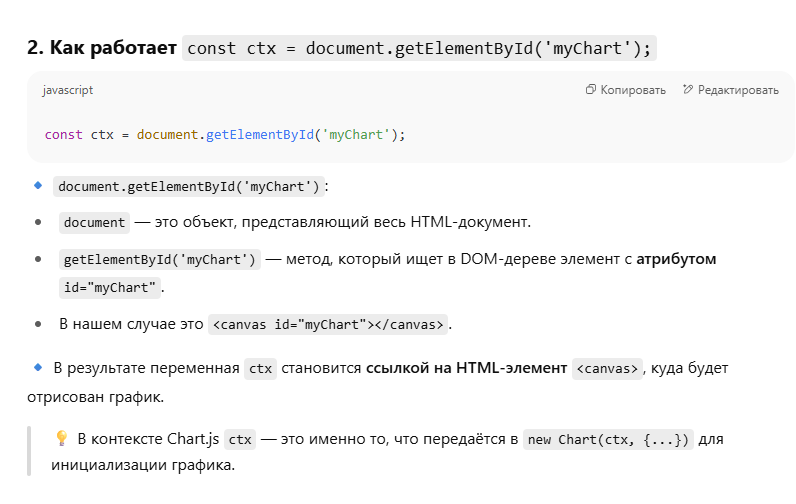 2. Как работает const ctx = document.getElementById('myChart');
javascript
Копировать
Редактировать
const ctx = document.getElementById('myChart');
document.getElementById('myChart'):
document — это объект, представляющий весь HTML-документ.
getElementById('myChart') — метод, который ищет в DOM-дереве элемент с атрибутом
id="myChart".
В нашем случае это <canvas id="myChart"></canvas>.
В результате переменная ctx становится ссылкой на HTML-элемент <canvas>, куда будет
отрисован график.
💡 В контексте Chart.js ctx — это именно то, что передаётся в new Chart(ctx, {...}) для
инициализации графика.